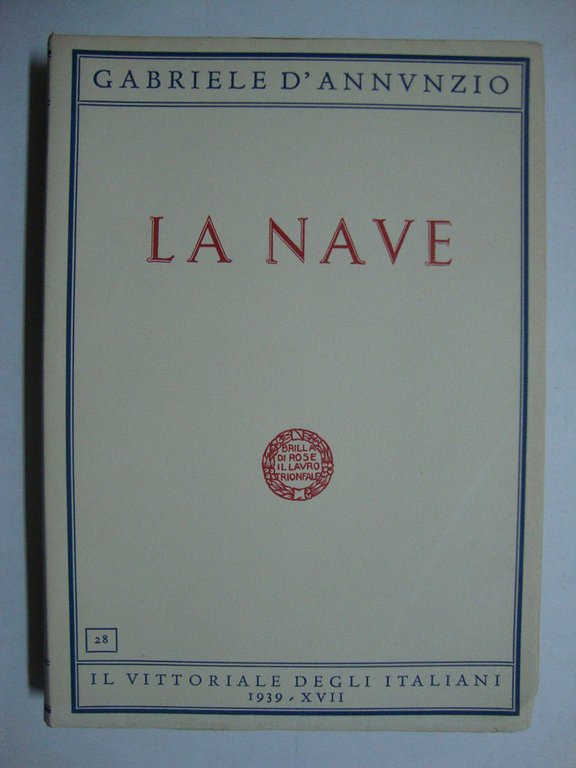 GABRIELE D'ANNVNZIO
LA NAVE
BRILLA
DI ROSE
IL LAVRO
TRIONFALE
28
IL VITTORIALE DEGLI ITALIANI
1939 - XVII